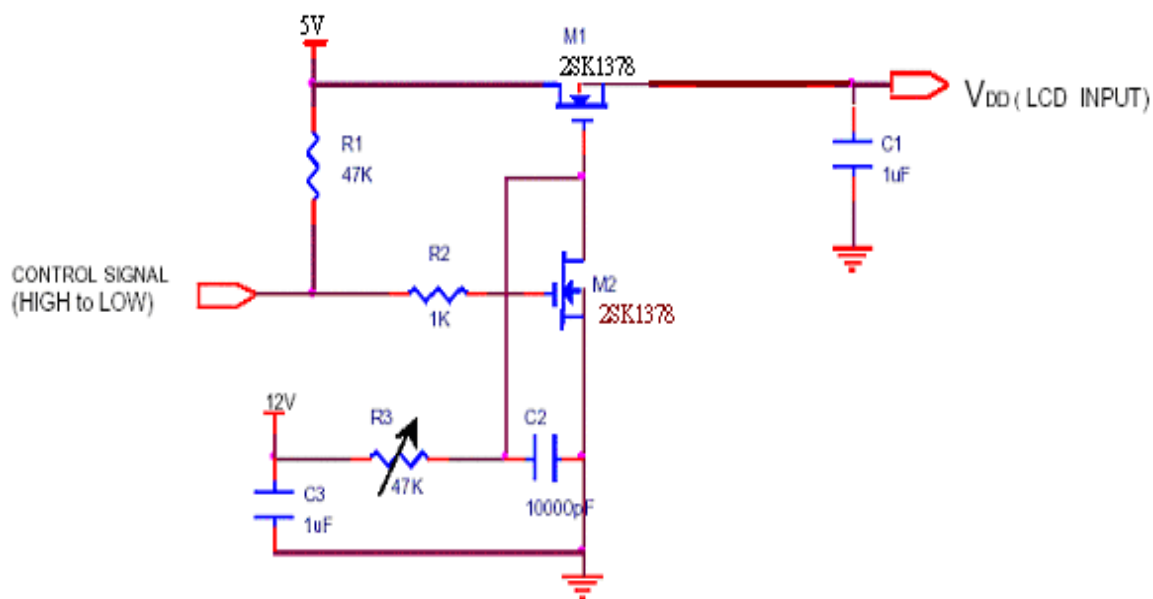 5V
M1
2SK1378
VDD ( LCD INPUT)
R1
47K
C1
1uF
CONTROL SIGNAL
(HIGH to LOW)
R2
1K
M2
2SK1378
12V
R3
47K
C2
10000pF
C3
1uF